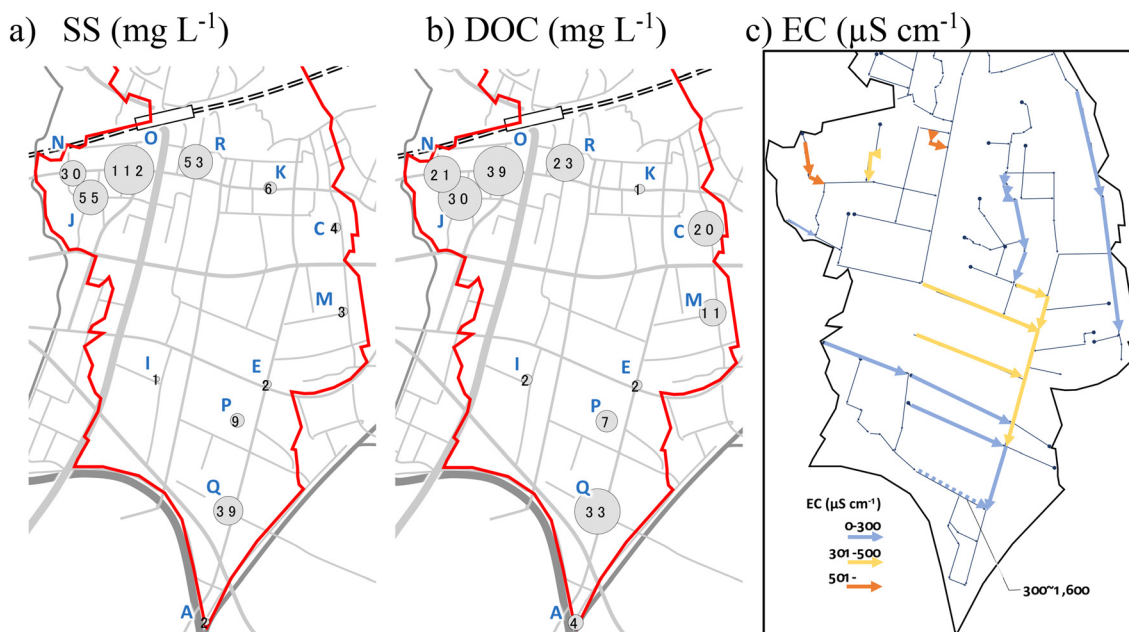 a) SS (mg L-1)
b) DOC (mg L-1)
c) EC (µS cm-1)
N
O
R
30
112
53
55
J
K
6
C
4
M
3
I
1
E
2
P
9
Q
39
A
2
N
O
R
21
39
23
30
J
K
1
C
20
M
11
I
2
E
2
P
7
Q
33
A
4
EC (µS cm-1)
0-300
301-500
501-
300~1,600